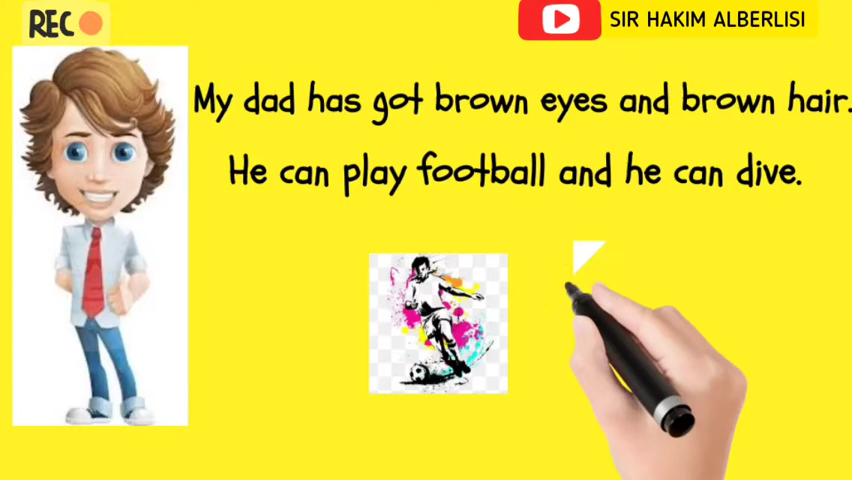 REC
SIR HAKIM ALBERLISI
My dad has got brown eyes and brown hair.
He can play football and he can dive.